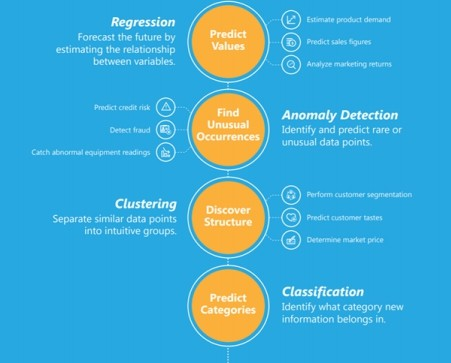 Regression
Forecast the future by
estimating the relationship
between variables.
Predict
Values
Estimate product demand
Predict sales figures
Analyze marketing returns
Predict credit risk
Detect fraud
Catch abnormal equipment readings
Find
Unusual
Occurrences
Anomaly Detection
Identify and predict rare or
unusual data points.
Clustering
Separate similar data points
into intuitive groups.
Discover
Structure
Perform customer segmentation
Predict customer tastes
Determine market price
Predict
Categories
Classification
Identify what category new
information belongs in.